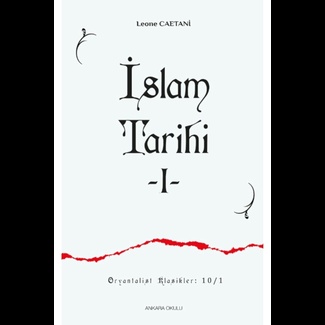 Leone CAETANİ
İslam
Tarihi
-I-
Oryantalist Klasikler: 10/1
ANKARA OKULU